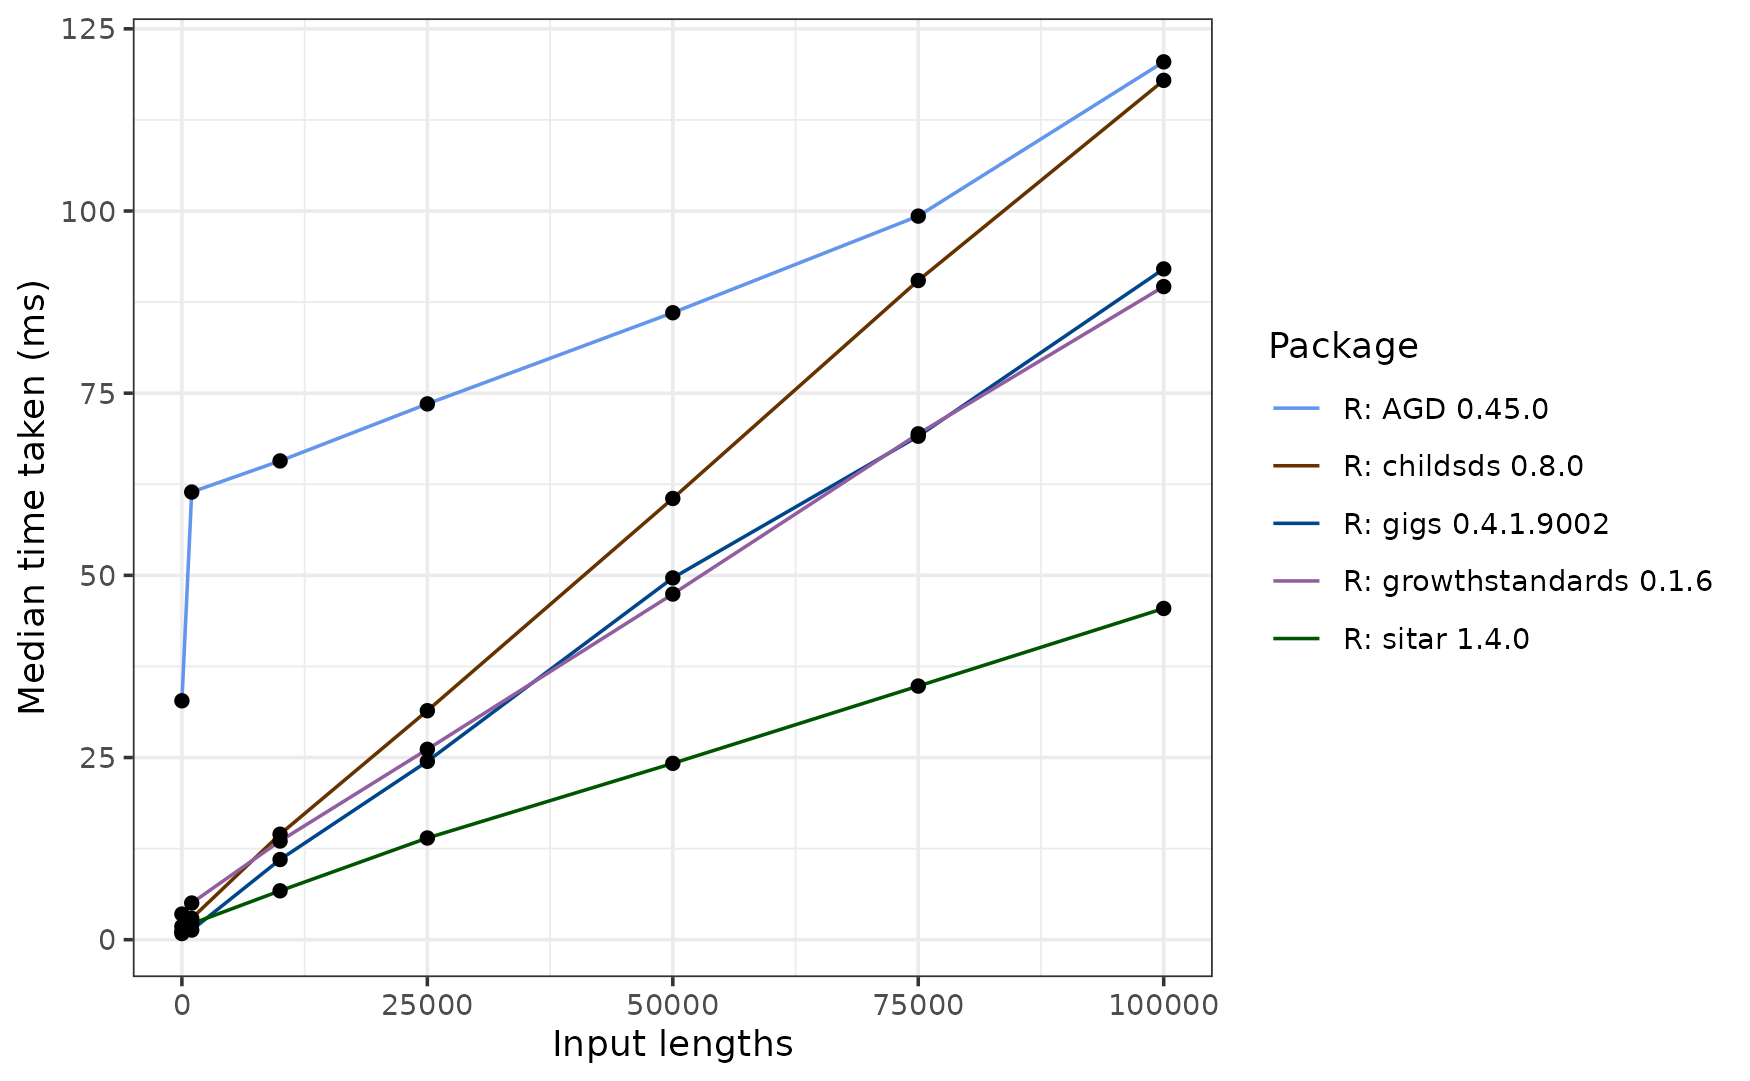 125
100
75
50
25
0
Median time taken (ms)
0 25000 50000 75000 100000
Input lengths
Package
R: AGD 0.45.0
R: childsds 0.8.0
R: gigs 0.4.1.9002
R: growthstandards 0.1.6
R: sitar 1.4.0